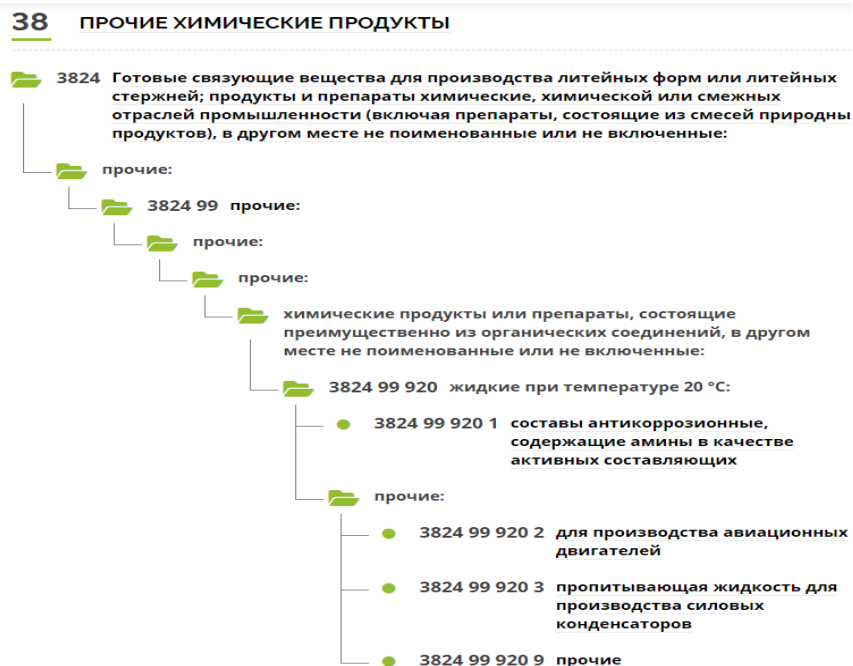 38 ПРОЧИЕ ХИМИЧЕСКИЕ ПРОДУКТЫ
3824 Готовые связующие вещества для производства литейных форм или литейных
стержней; продукты и препараты химические, химической или смежных
отраслей промышленности (включая препараты, состоящие из смесей природны
продуктов), в другом месте не поименованные или не включенные:
прочие:
3824 99 прочие:
прочие:
прочие:
химические продукты или препараты, состоящие
преимущественно из органических соединений, в другом
месте не поименованные или не включенные:
3824 99 920 жидкие при температуре 20 °С:
3824 99 920 1 составы антикоррозионные,
содержащие амины в качестве
активных составляющих
прочие:
3824 99 920 2 для производства авиационных
двигателей
3824 99 920 3 пропитывающая жидкость для
производства силовых
конденсаторов
3824 99 920 9 прочие